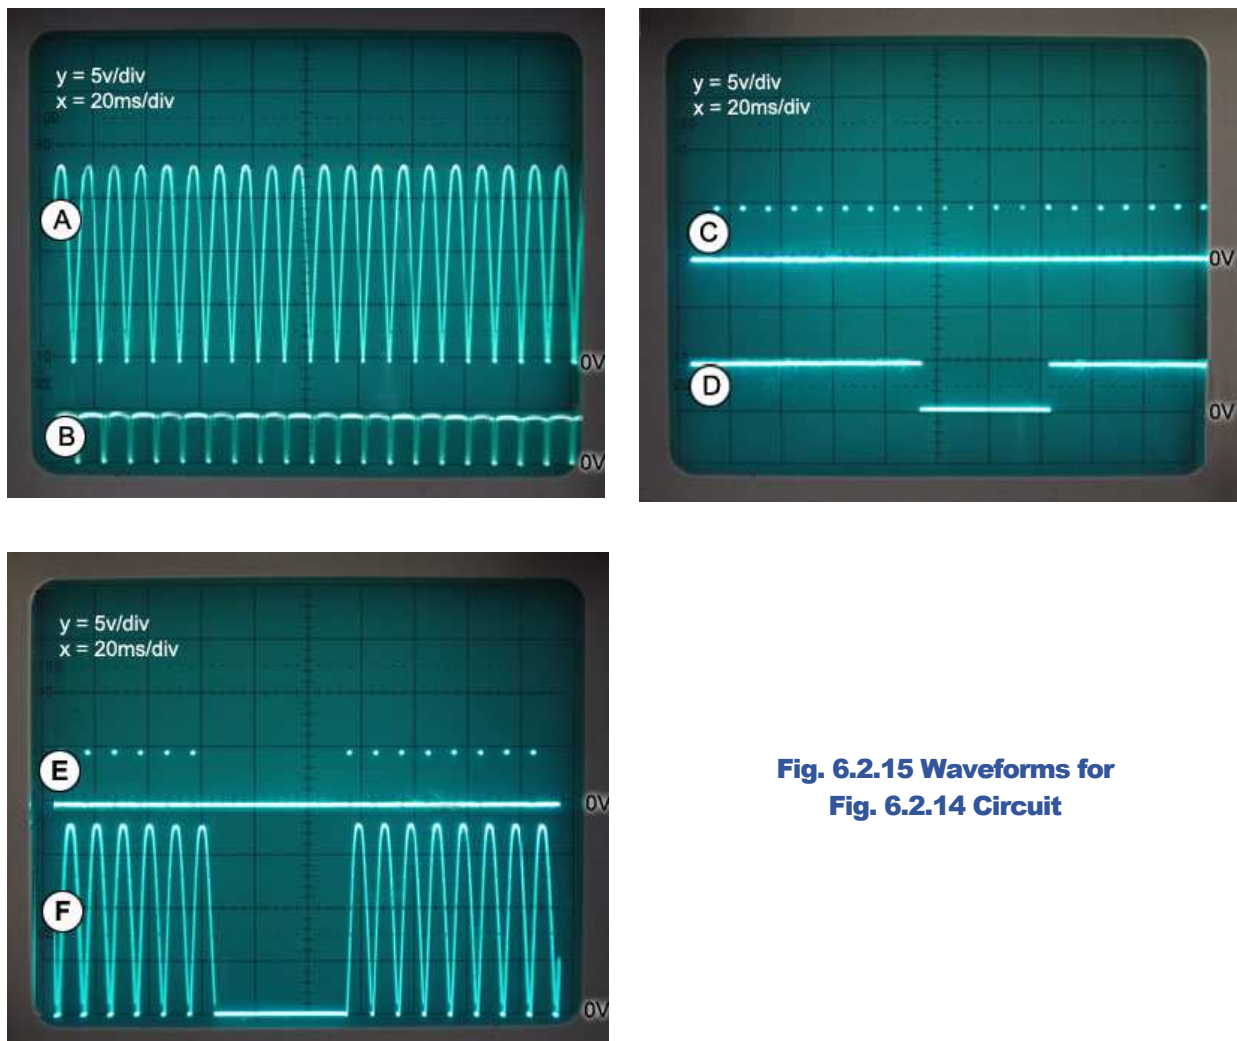 y = 5v/div
x = 20ms/div
A
0V
B
0V
y = 5v/div
x = 20ms/div
C
0V
D
0V
y = 5v/div
x = 20ms/div
E
0V
F
0V
Fig. 6.2.15 Waveforms for
Fig. 6.2.14 Circuit